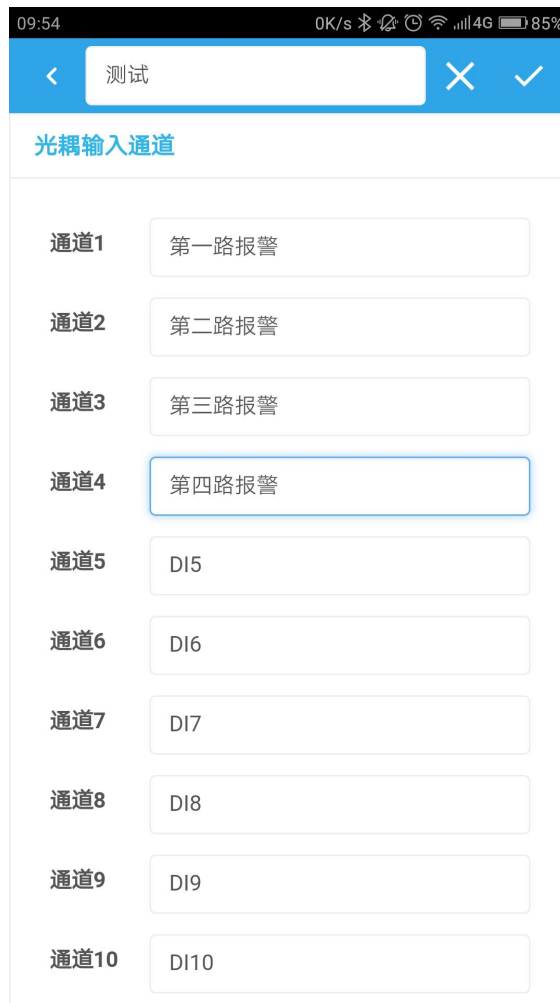 09:54 0K/s 4G 85%
测试
光耦输入通道
通道1 第一路报警
通道2 第二路报警
通道3 第三路报警
通道4 第四路报警
通道5 DI5
通道6 DI6
通道7 DI7
通道8 DI8
通道9 DI9
通道10 DI10